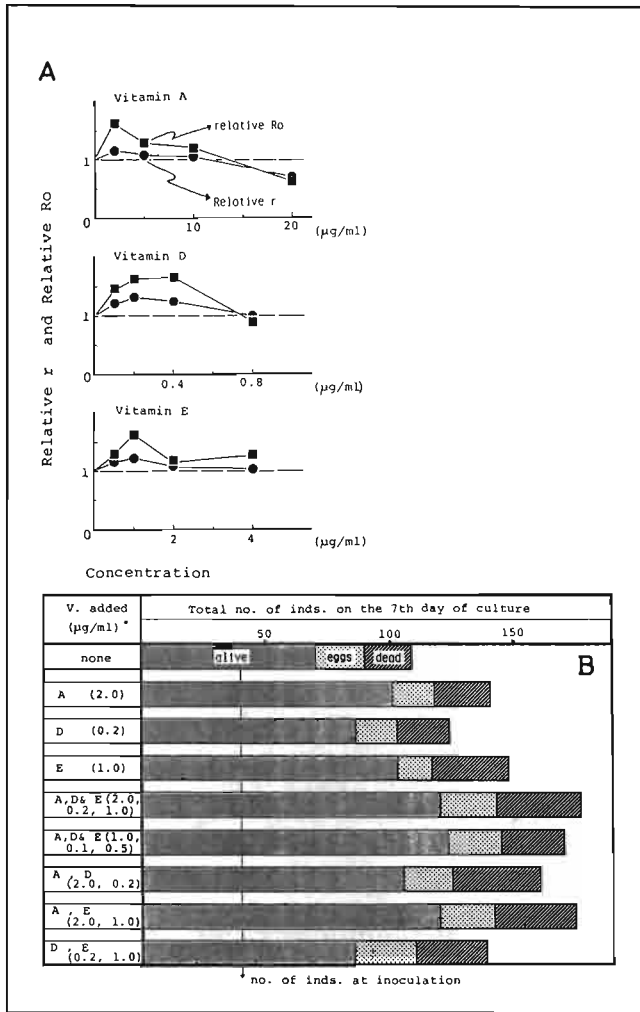 A
Vitamin A
1
0
10
20
(µg/ml)
relative Ro
Relative r
Vitamin D
1
0
0.4
0.8
(µg/ml)
Vitamin E
1
0
2
4
(µg/ml)
Relative r and Relative Ro
Concentration
V. added
(µg/ml)*
Total no. of inds. on the 7th day of culture
50
100
150
none
alive
eggs
dead
B
A (2.0)
D (0.2)
E (1.0)
A,D& E(2.0,
0.2, 1.0)
A,D& E(1.0,
0.1, 0.5)
A , D
(2.0, 0.2)
A , E
(2.0, 1.0)
D , E
(0.2, 1.0)
no. of inds. at inoculation